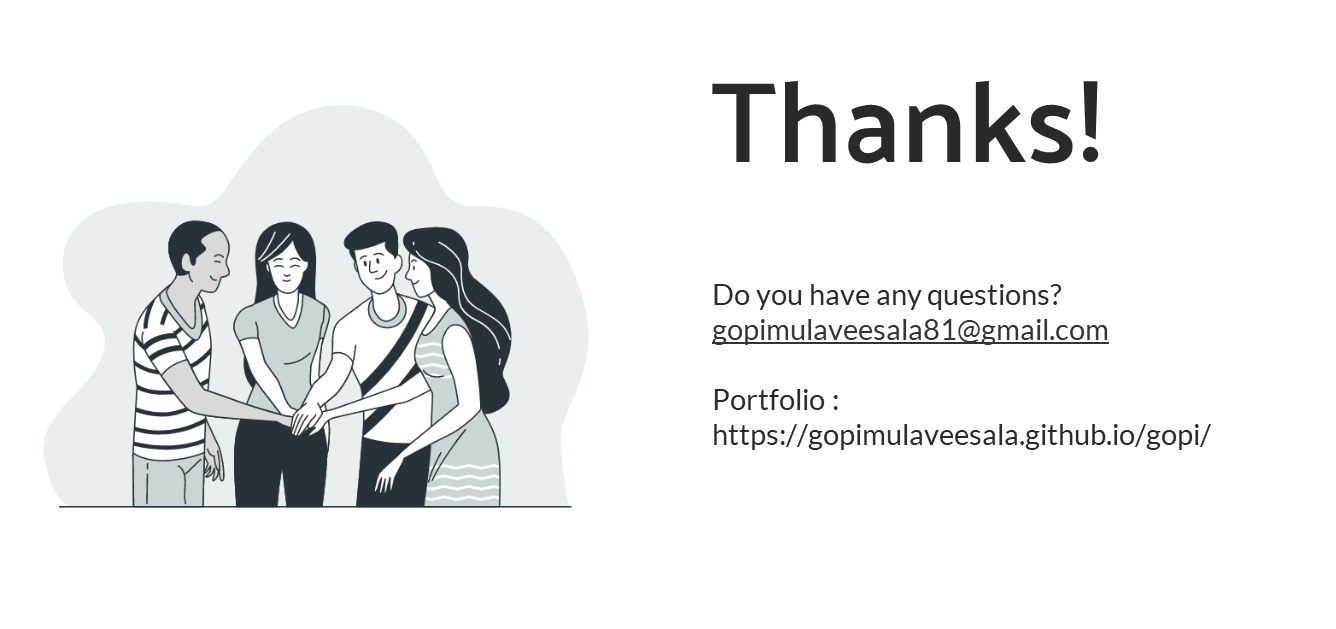 Thanks!
Do you have any questions?
gopimulaveesala81@gmail.com
Portfolio :
https://gopimulaveesala.github.io/gopi/